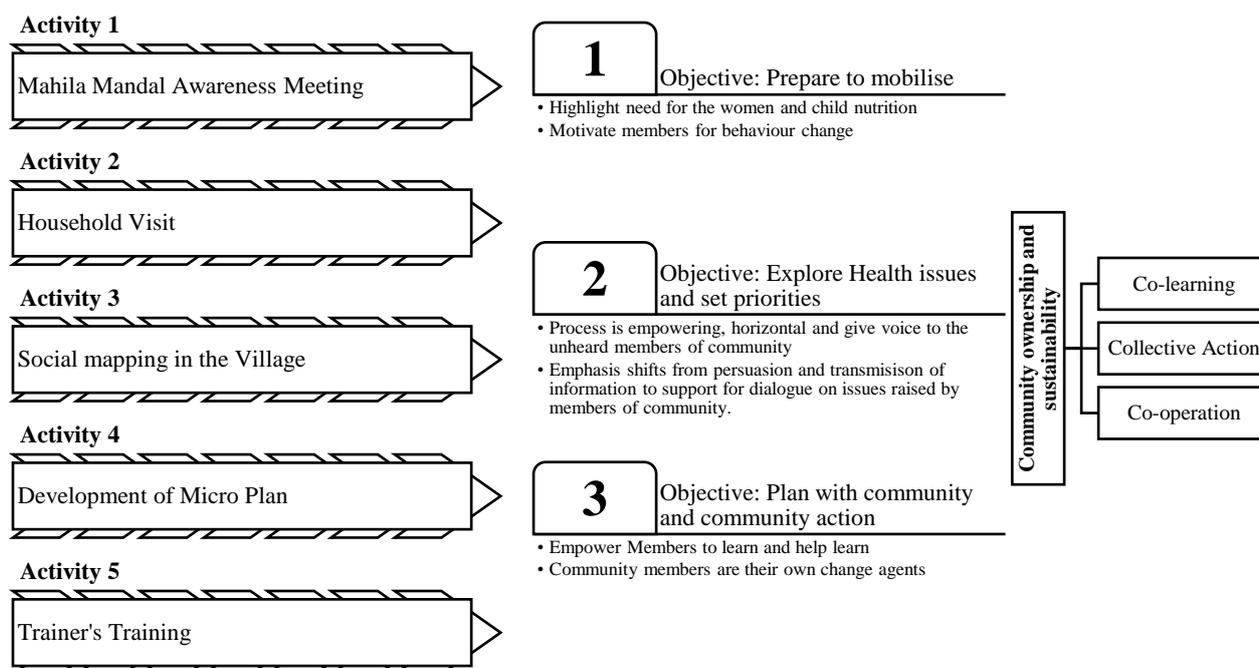 Activity 1
Mahila Mandal Awareness Meeting
Activity 2
Household Visit
Activity 3
Social mapping in the Village
Activity 4
Development of Micro Plan
Activity 5
Trainer's Training
1
Objective: Prepare to mobilise
• Highlight need for the women and child nutrition
• Motivate members for behaviour change
2
Objective: Explore Health issues
and set priorities
• Process is empowering, horizontal and give voice to the
unheard members of community
• Emphasis shifts from persuasion and transmisison of
information to support for dialogue on issues raised by
members of community.
3
Objective: Plan with community
and community action
• Empower Members to learn and help learn
• Community members are their own change agents
Community ownership and
sustainability
Co-learning
Collective Action
Co-operation